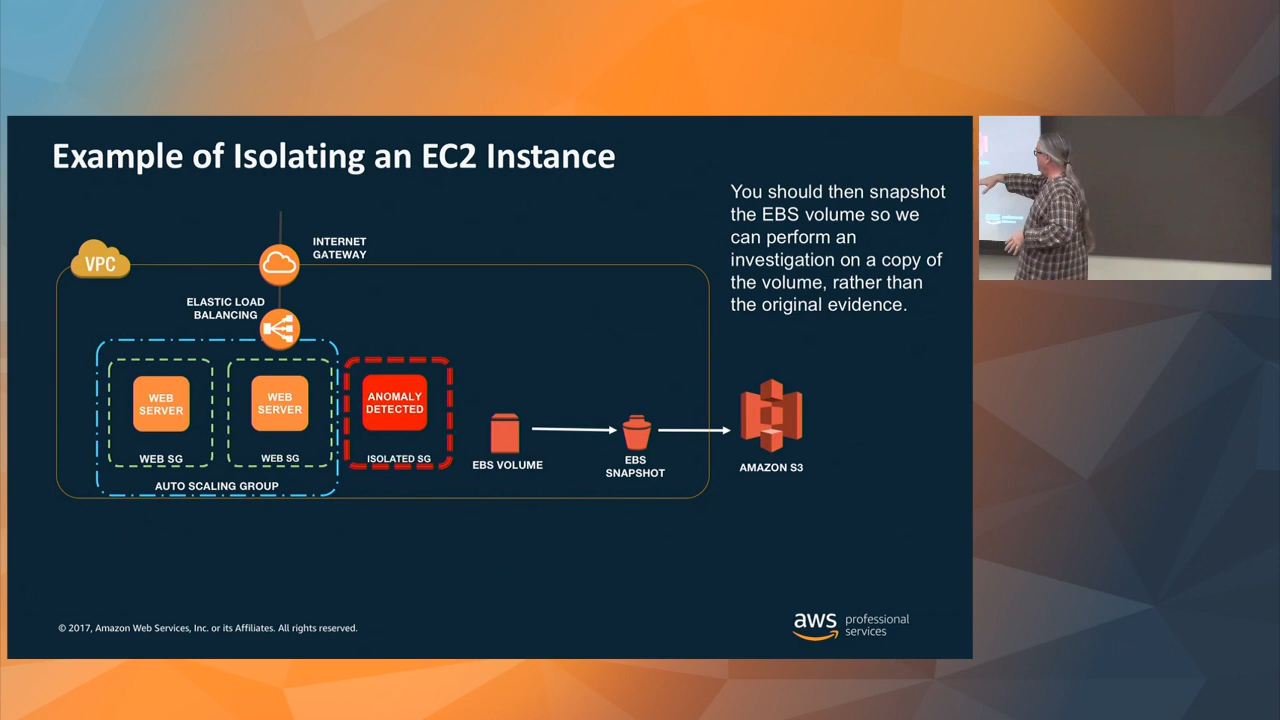 Example of Isolating an EC2 Instance
You should then snapshot
the EBS volume so we
can perform an
investigation on a copy of
the volume, rather than
the original evidence.
VPC
INTERNET
GATEWAY
ELASTIC LOAD
BALANCING
WEB
SERVER
WEB SG
WEB
SERVER
WEB SG
AUTO SCALING GROUP
ANOMALY
DETECTED
ISOLATED SG
EBS VOLUME
EBS
SNAPSHOT
AMAZON S3
© 2017, Amazon Web Services, Inc. or its Affiliates. All rights reserved.
aws professional
services